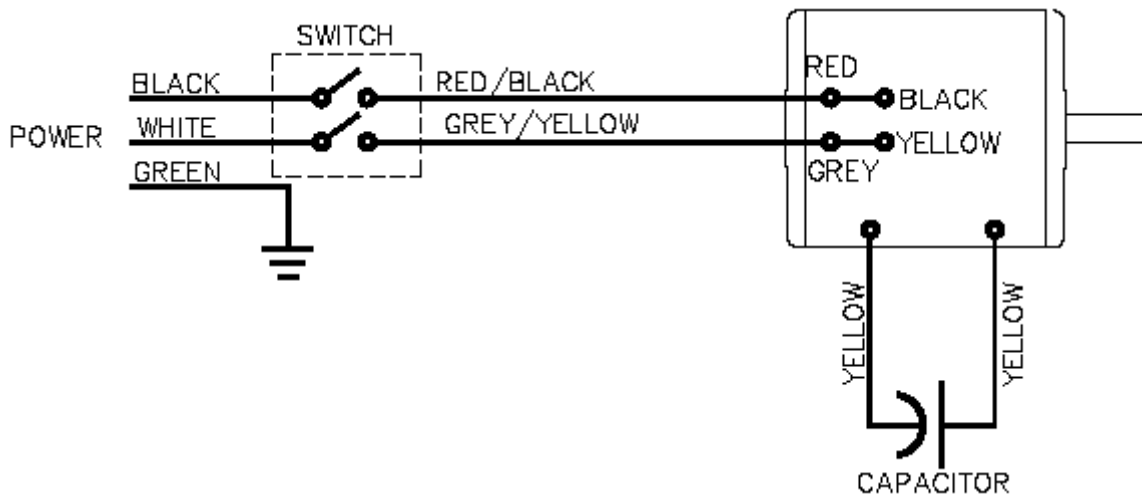 SWITCH
BLACK
RED/BLACK
RED
BLACK
POWER
WHITE
GREY/YELLOW
YELLOW
GREEN
GREY
YELLOW
YELLOW
CAPACITOR